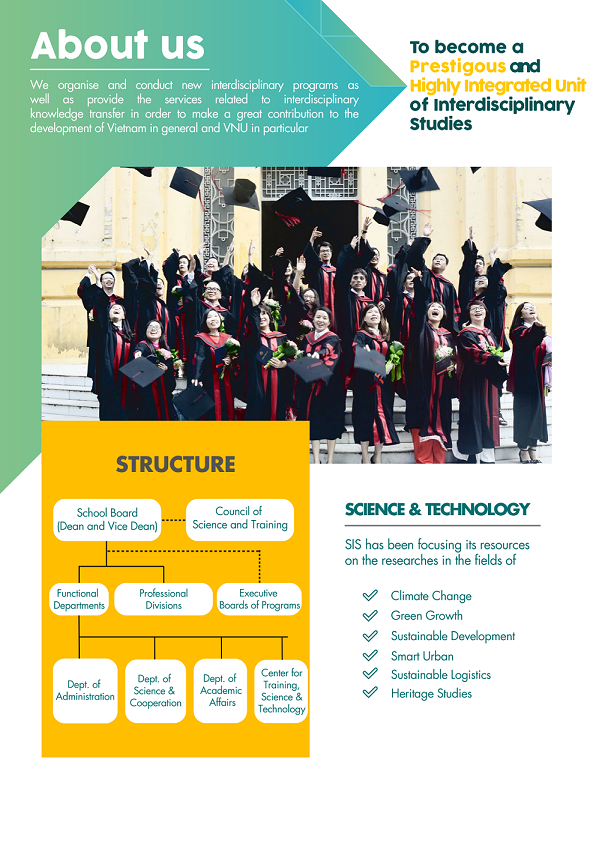 About us
We organise and conduct new interdisciplinary programs as
well as provide the services related to interdisciplinary
knowledge transfer in order to make a great contribution to the
development of Vietnam in general and VNU in particular
To become a
Prestigous and
Highly Integrated Unit
of Interdisciplinary
Studies
STRUCTURE
School Board
(Dean and Vice Dean)
Council of
Science and Training
Functional
Departments
Professional
Divisions
Executive
Boards of Programs
Dept. of
Administration
Dept. of
Science &
Cooperation
Dept. of
Academic
Affairs
Center for
Training,
Science &
Technology
SCIENCE & TECHNOLOGY
SIS has been focusing its resources
on the researches in the fields of
Climate Change
Green Growth
Sustainable Development
Smart Urban
Sustainable Logistics
Heritage Studies